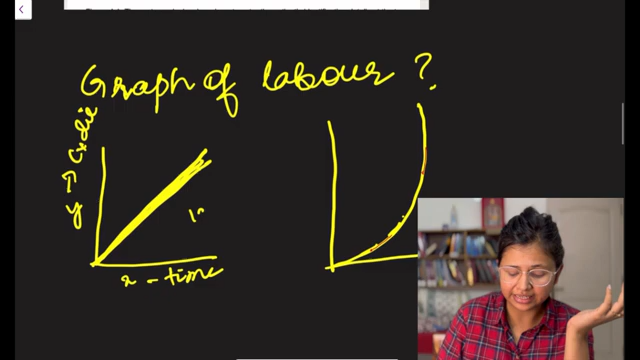 Graph of labour ?
y → Cx dil
x - time